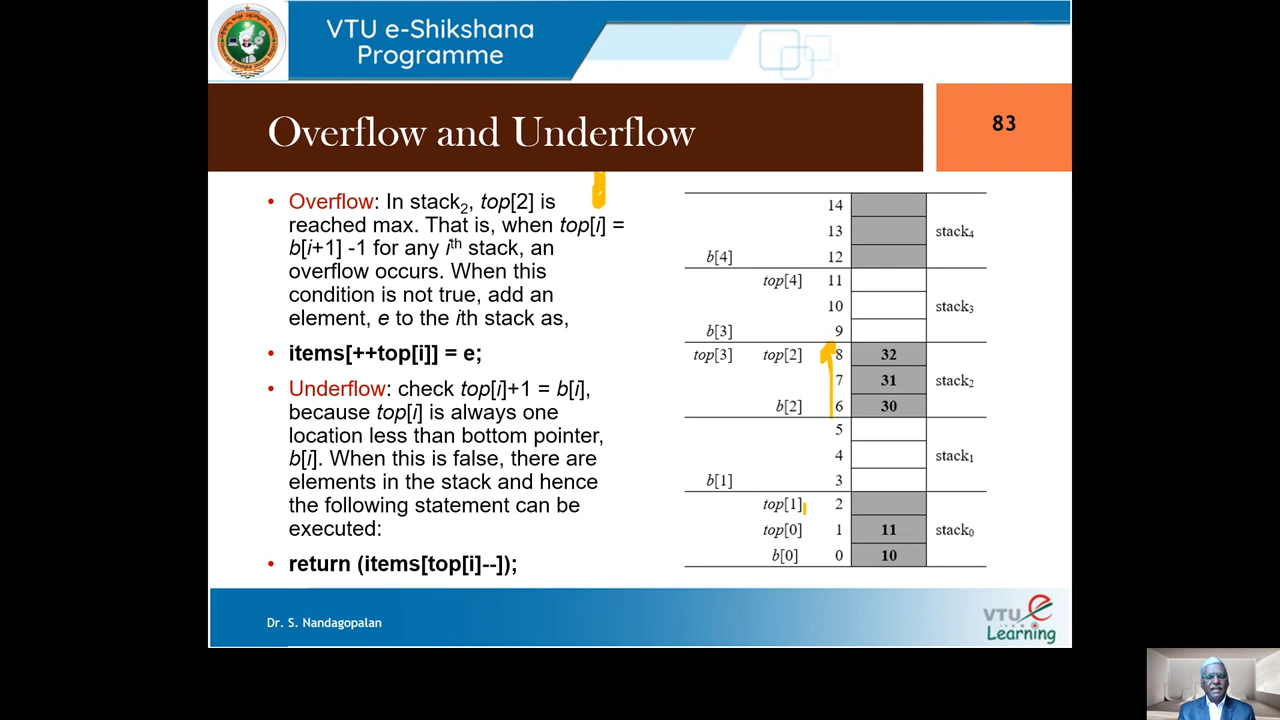 VTU e-Shikshana
Programme
Overflow and Underflow
83
• Overflow: In stack2, top[2] is
reached max. That is, when top[i] =
b[i+1] -1 for any ith stack, an
overflow occurs. When this
condition is not true, add an
element, e to the ith stack as,
• items[++top[i]] = e;
• Underflow: check top[i]+1 = b[i],
because top[i] is always one
location less than bottom pointer,
b[i]. When this is false, there are
elements in the stack and hence
the following statement can be
executed:
• return (items[top[i]--]);
14
13 stack4
b[4] 12
top[4] 11
10 stack3
b[3] 9
top[3] top[2] 8 32
7 31 stack2
b[2] 6 30
5
4 stack1
b[1] 3
top[1] 2
top[0] 1 11 stack0
b[0] 0 10
Dr. S. Nandagopalan
VTU e
Learning